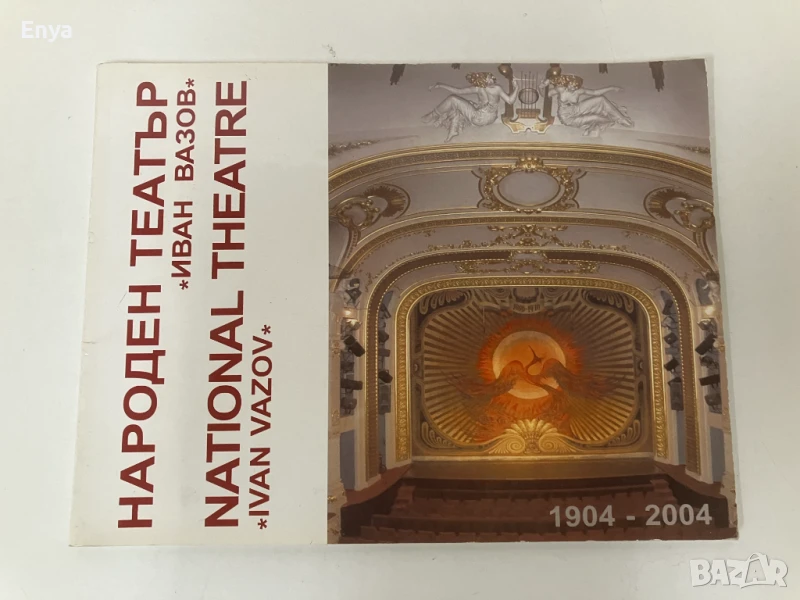 Enya
НАРОДЕН ТЕАТЪР
*ИВАН ВАЗОВ*
NATIONAL THEATRE
*IVAN VAZOV*
1904 - 2004
BAZAR